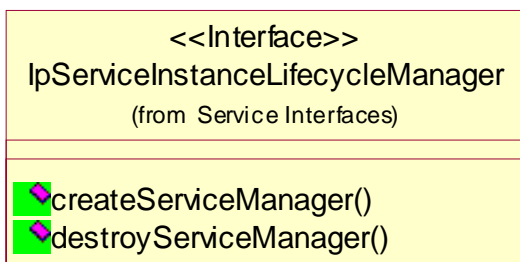 <<Interface>>
IpServiceInstanceLifecycleManager
(from Service Interfaces)
createServiceManager()
destroyServiceManager()